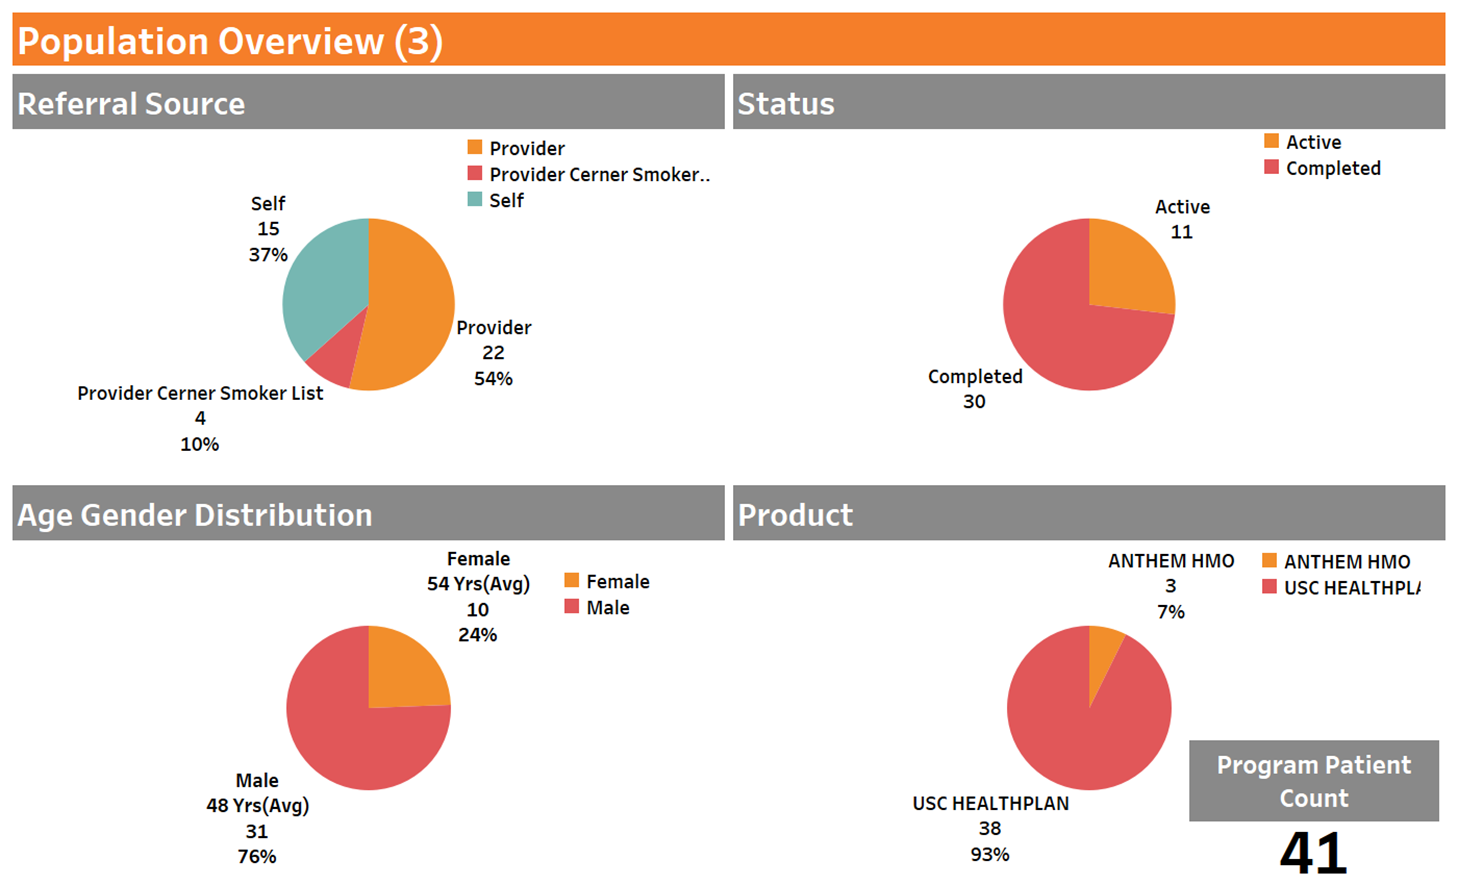 Population Overview (3)
Referral Source
Provider
Provider Cerner Smoker..
Self
Self
15
37%
Provider
22
54%
Provider Cerner Smoker List
4
10%
Status
Active
Completed
Active
11
Completed
30
Age Gender Distribution
Female
54 Yrs(Avg)
10
24%
Female
Male
Male
48 Yrs(Avg)
31
76%
Product
ANTHEM HMO
3
7%
ANTHEM HMO
USC HEALTHPLA
USC HEALTHPLAN
38
93%
Program Patient
Count
41